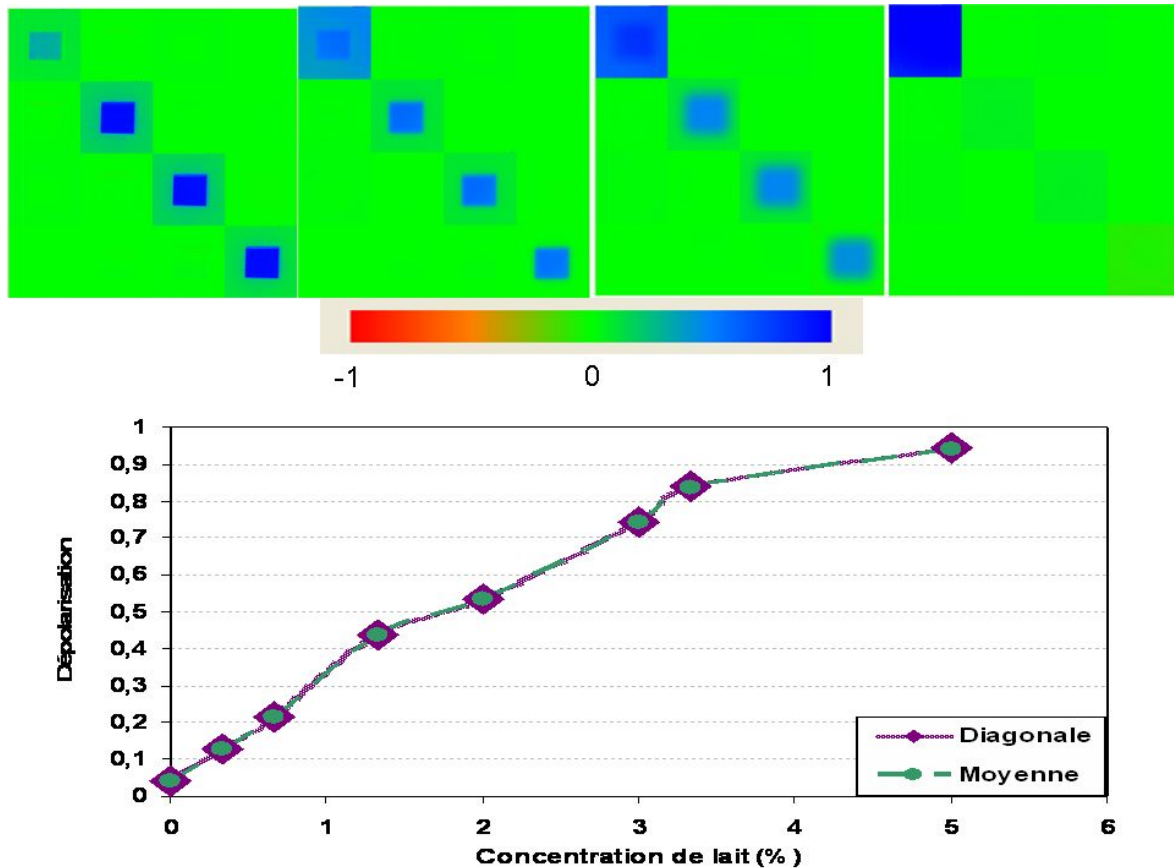 -1 0 1
1
0,9
0,8
0,7
0,6
0,5
0,4
0,3
0,2
0,1
0
Dépolarisation
0 1 2 3 4 5 6
Concentration de lait (% )
Diagonale
Moyenne